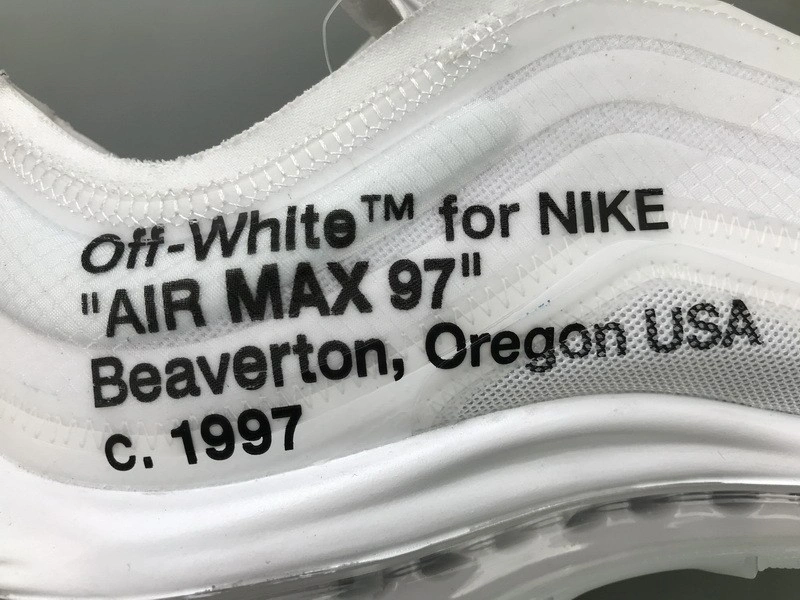 Off-White™ for NIKE
"AIR MAX 97"
Beaverton, Oregon USA
c. 1997